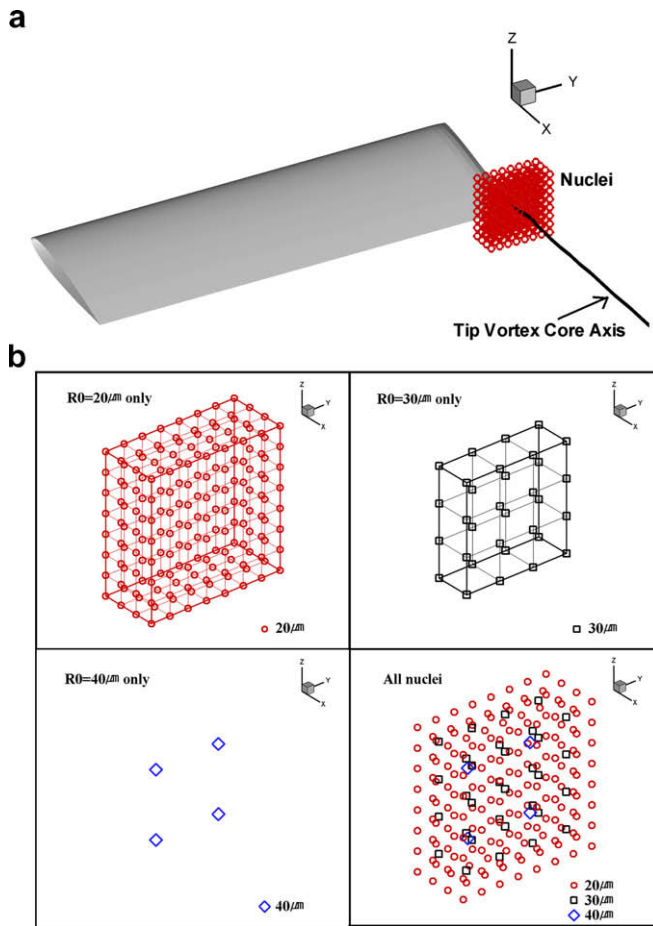 a
Z
Y
X
Nuclei
Tip Vortex Core Axis
b
R0=20㎛ only
Z
Y
X
20㎛
R0=30㎛ only
Z
Y
X
30㎛
R0=40㎛ only
Z
Y
X
40㎛
All nuclei
Z
Y
X
20㎛
30㎛
40㎛